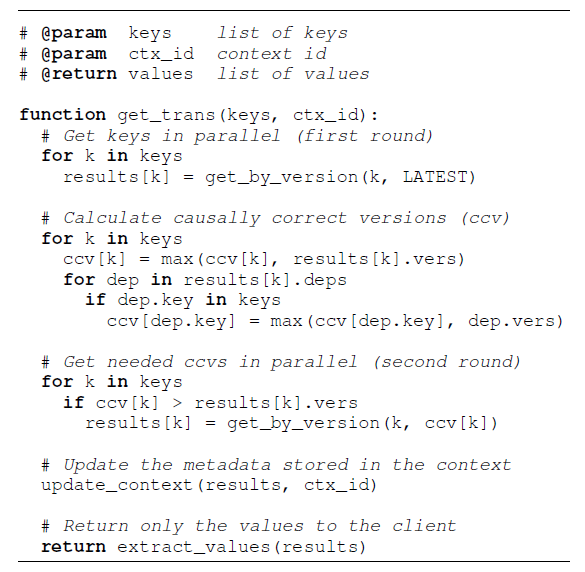 # @param keys list of keys
# @param ctx_id context id
# @return values list of values
function get_trans(keys, ctx_id):
# Get keys in parallel (first round)
for k in keys
results[k] = get_by_version(k, LATEST)
# Calculate causally correct versions (ccv)
for k in keys
ccv[k] = max(ccv[k], results[k].vers)
for dep in results[k].deps
if dep.key in keys
ccv[dep.key] = max(ccv[dep.key], dep.vers)
# Get needed ccvs in parallel (second round)
for k in keys
if ccv[k] > results[k].vers
results[k] = get_by_version(k, ccv[k])
# Update the metadata stored in the context
update_context(results, ctx_id)
# Return only the values to the client
return extract_values(results)